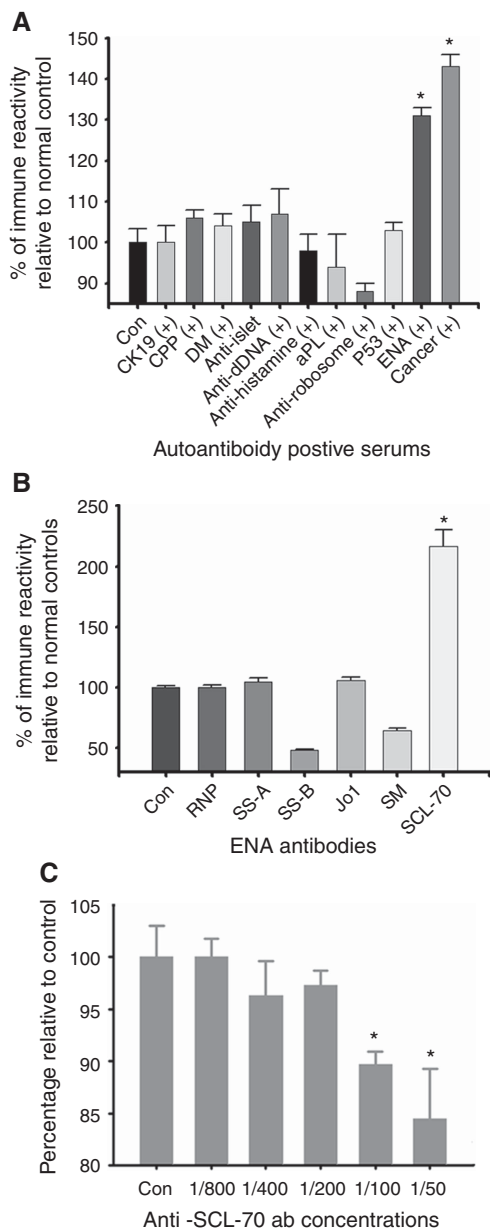 A
% of immune reactivity
relative to normal control
150
140
130
120
110
100
90
*
*
Con
CK19 (+)
CPP (+)
DM (+)
Anti-islet
Anti-dDNA (+)
Anti-histamine (+)
aPL (+)
Anti-robosome (+)
P53 (+)
ENA (+)
Cancer (+)
Autoantiboidy postive serums
B
% of immune reactivity
relative to normal controls
250
200
150
100
50
*
Con
RNP
SS-A
SS-B
Jo1
SM
SCL-70
ENA antibodies
C
Percentage relative to control
105
100
95
90
85
80
*
*
Con 1/800 1/400 1/200 1/100 1/50
Anti -SCL-70 ab concentrations